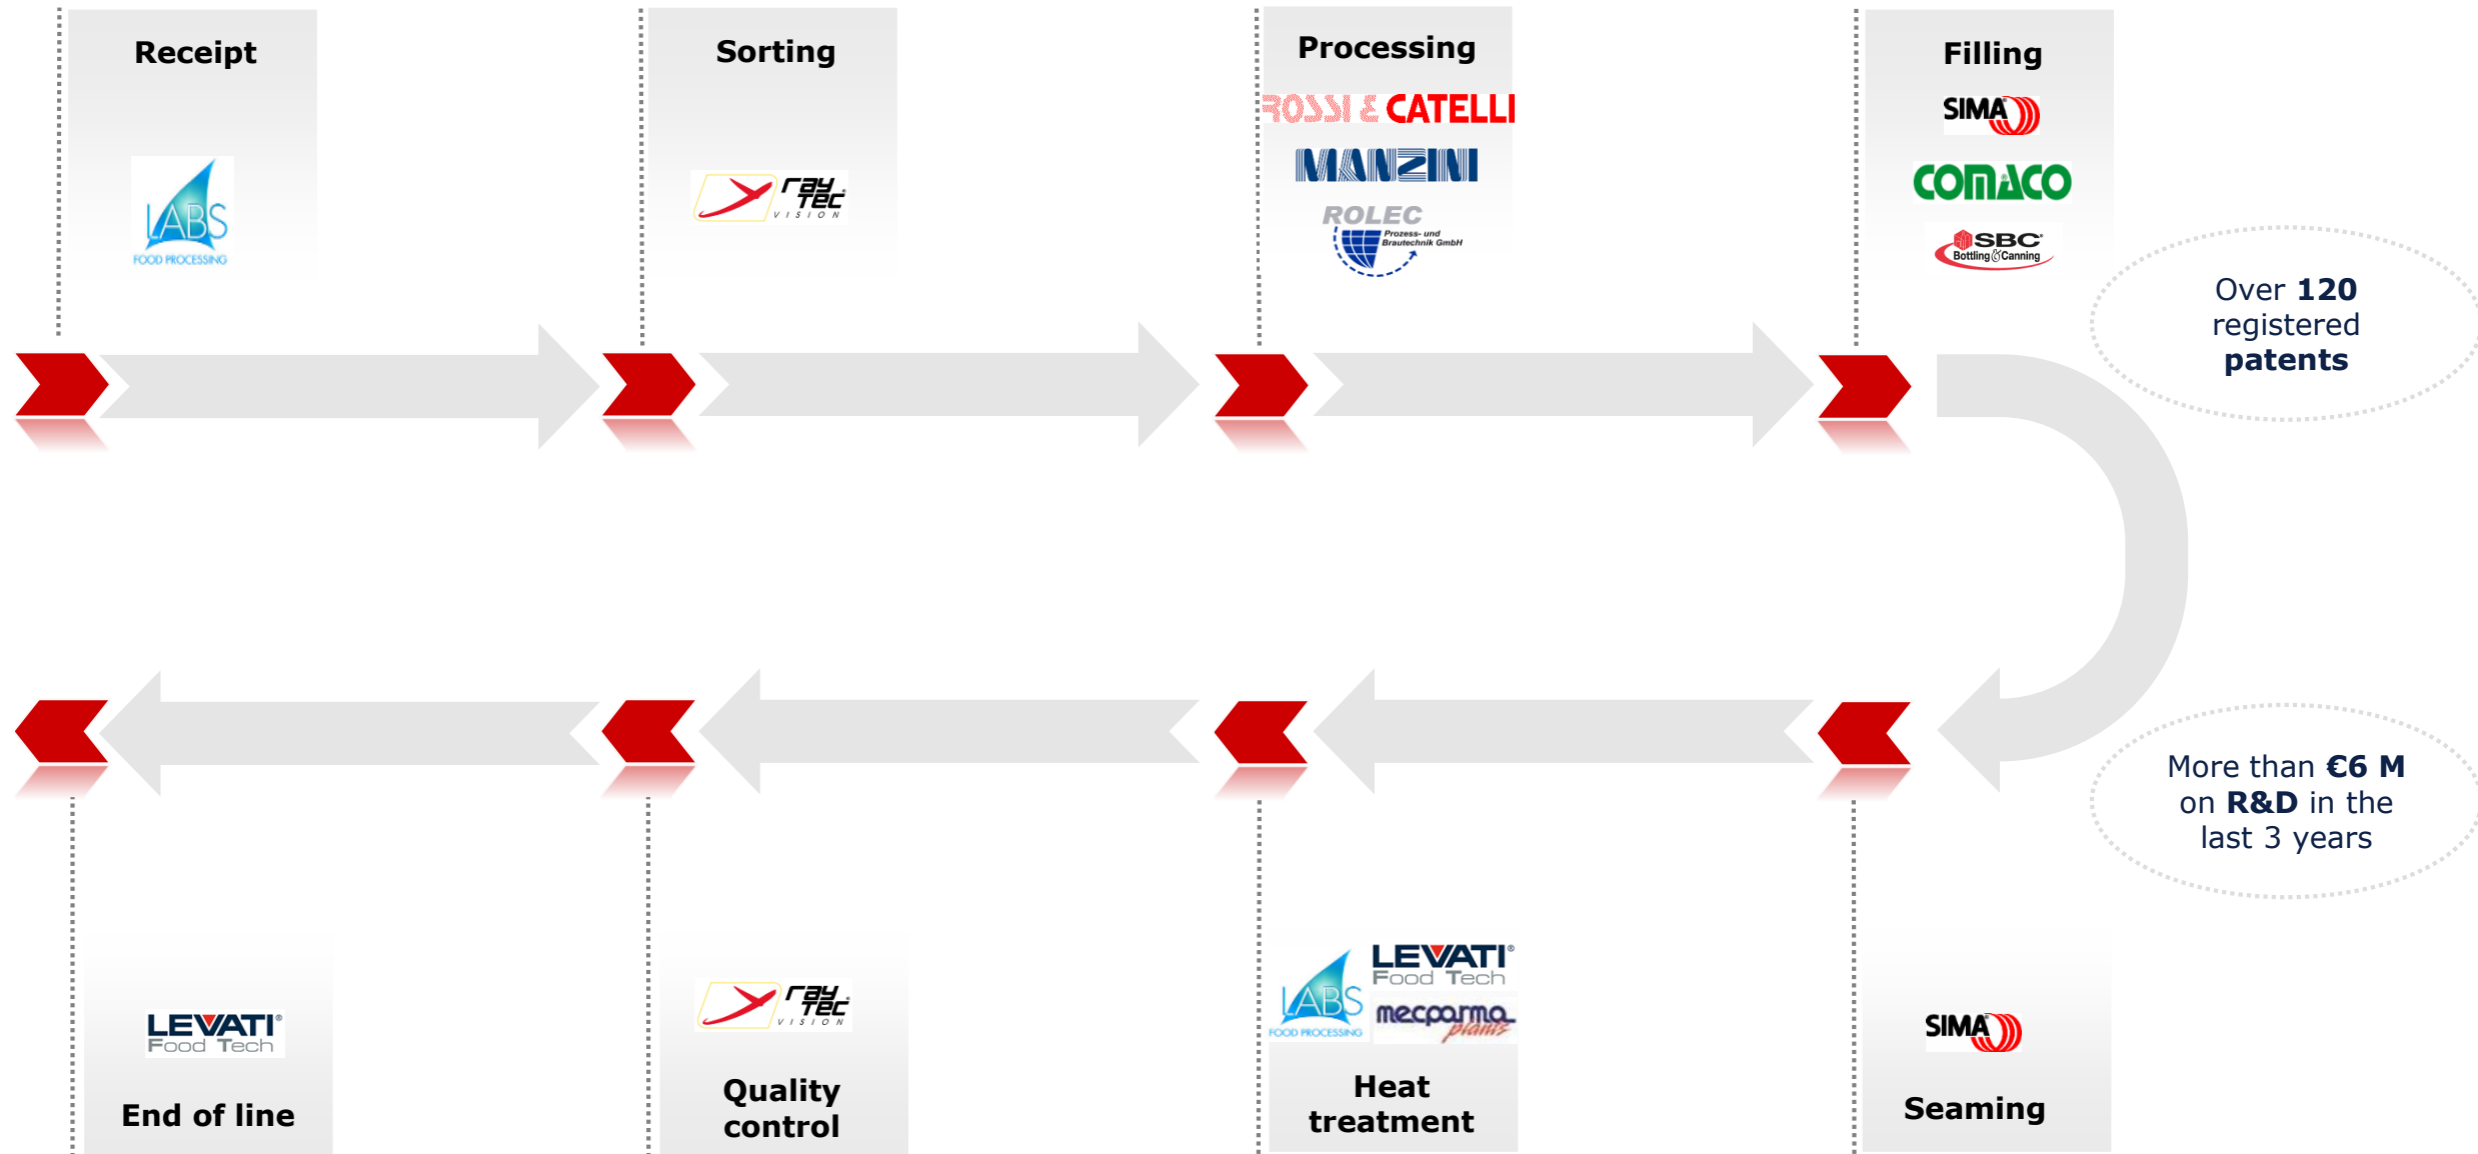 Receipt
LABS
FOOD PROCESSING
Sorting
ray
TEC
VISION
Processing
ROSSI & CATELLI
MANZINI
ROLEC
Prozess- und
Brautechnik GmbH
Filling
SIMA
COMACO
SBC
Bottling & Canning
Over 120
registered
patents
More than €6 M
on R&D in the
last 3 years
LEVATI®
Food Tech
End of line
ray
TEC
VISION
Quality
control
LABS
FOOD PROCESSING
LEVATI®
Food Tech
mecparma
plants
Heat
treatment
SIMA
Seaming